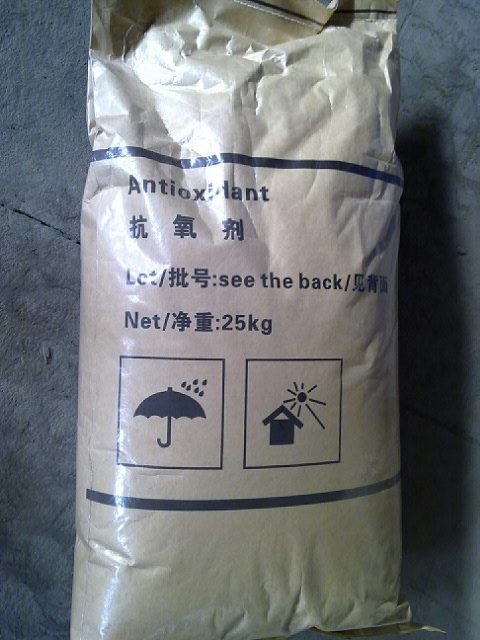 Antioxidant
抗 氧 剂
Lot/批号:see the back/见背面
Net/净重:25kg